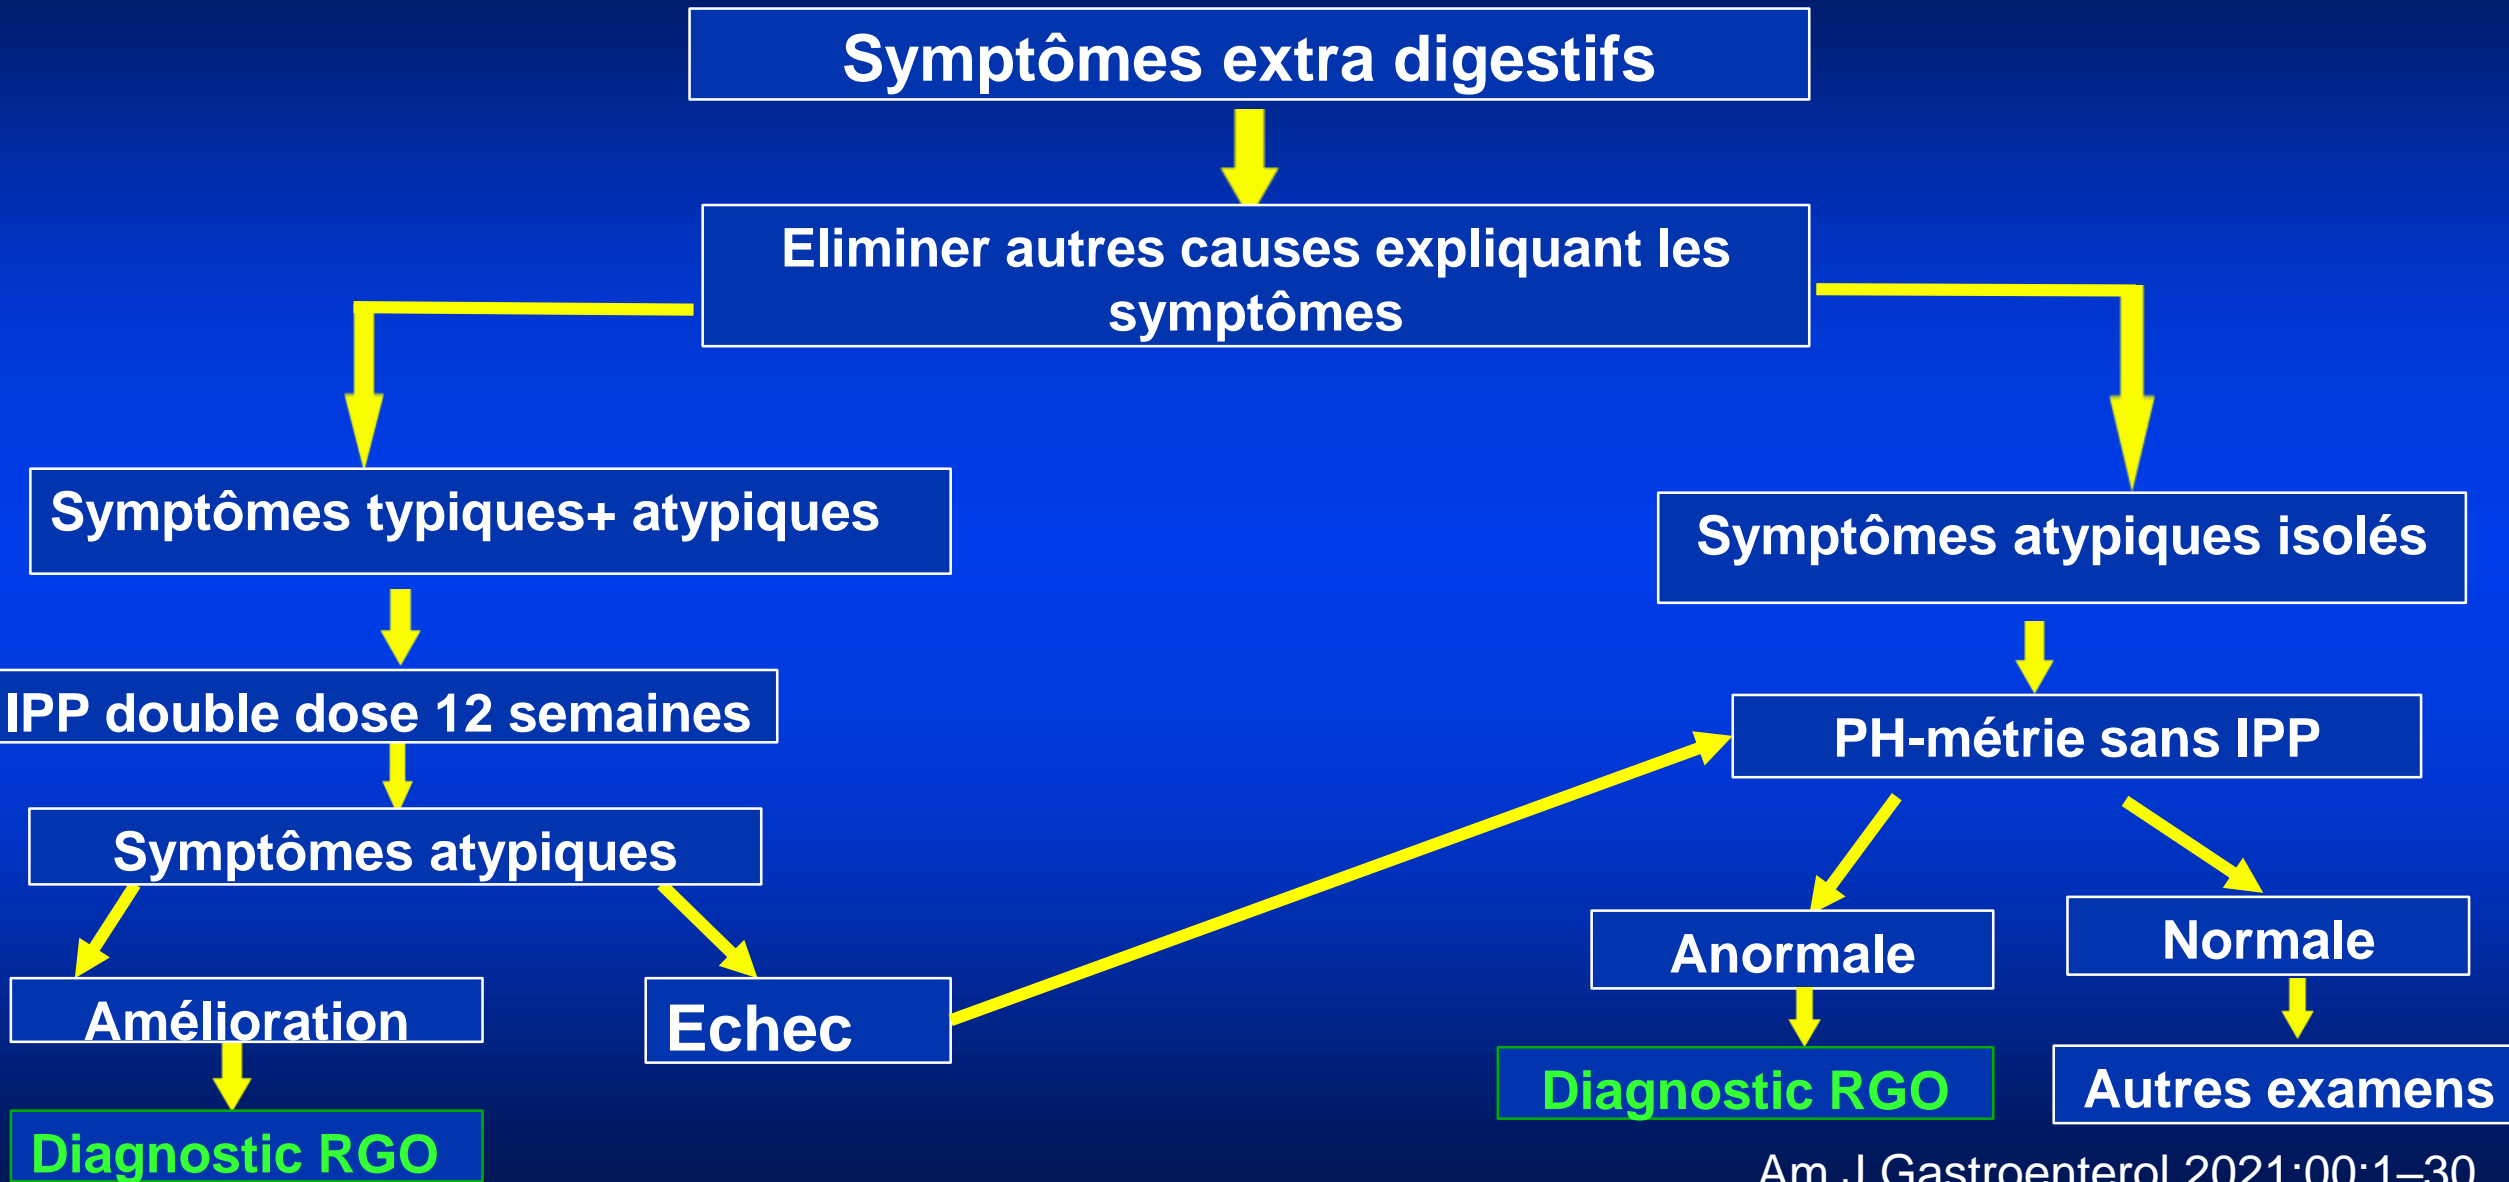 Symptômes extra digestifs
Eliminer autres causes expliquant les
symptômes
Symptômes typiques+ atypiques
Symptômes atypiques isolés
IPP double dose 12 semaines
PH-métrie sans IPP
Symptômes atypiques
Anormale
Normale
Amélioration
Echec
Diagnostic RGO
Autres examens
Diagnostic RGO
Am J Gastroenterol 2021;00:1–30